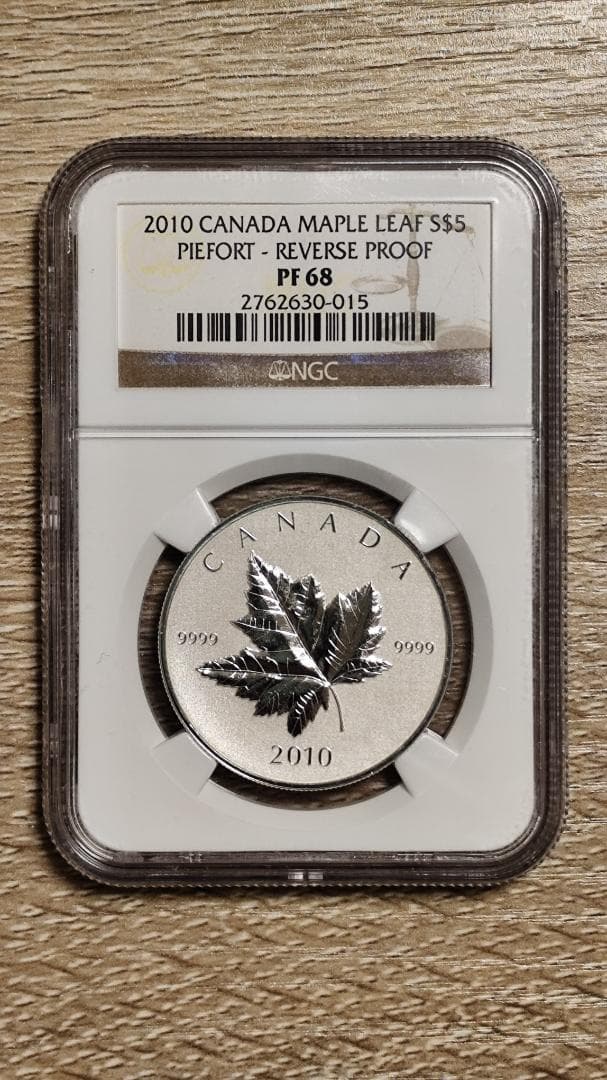 2010 CANADA MAPLE LEAF S$5
PIEFORT - REVERSE PROOF
PF 68
2762630-015
NGC
CANADA
9999 9999
2010